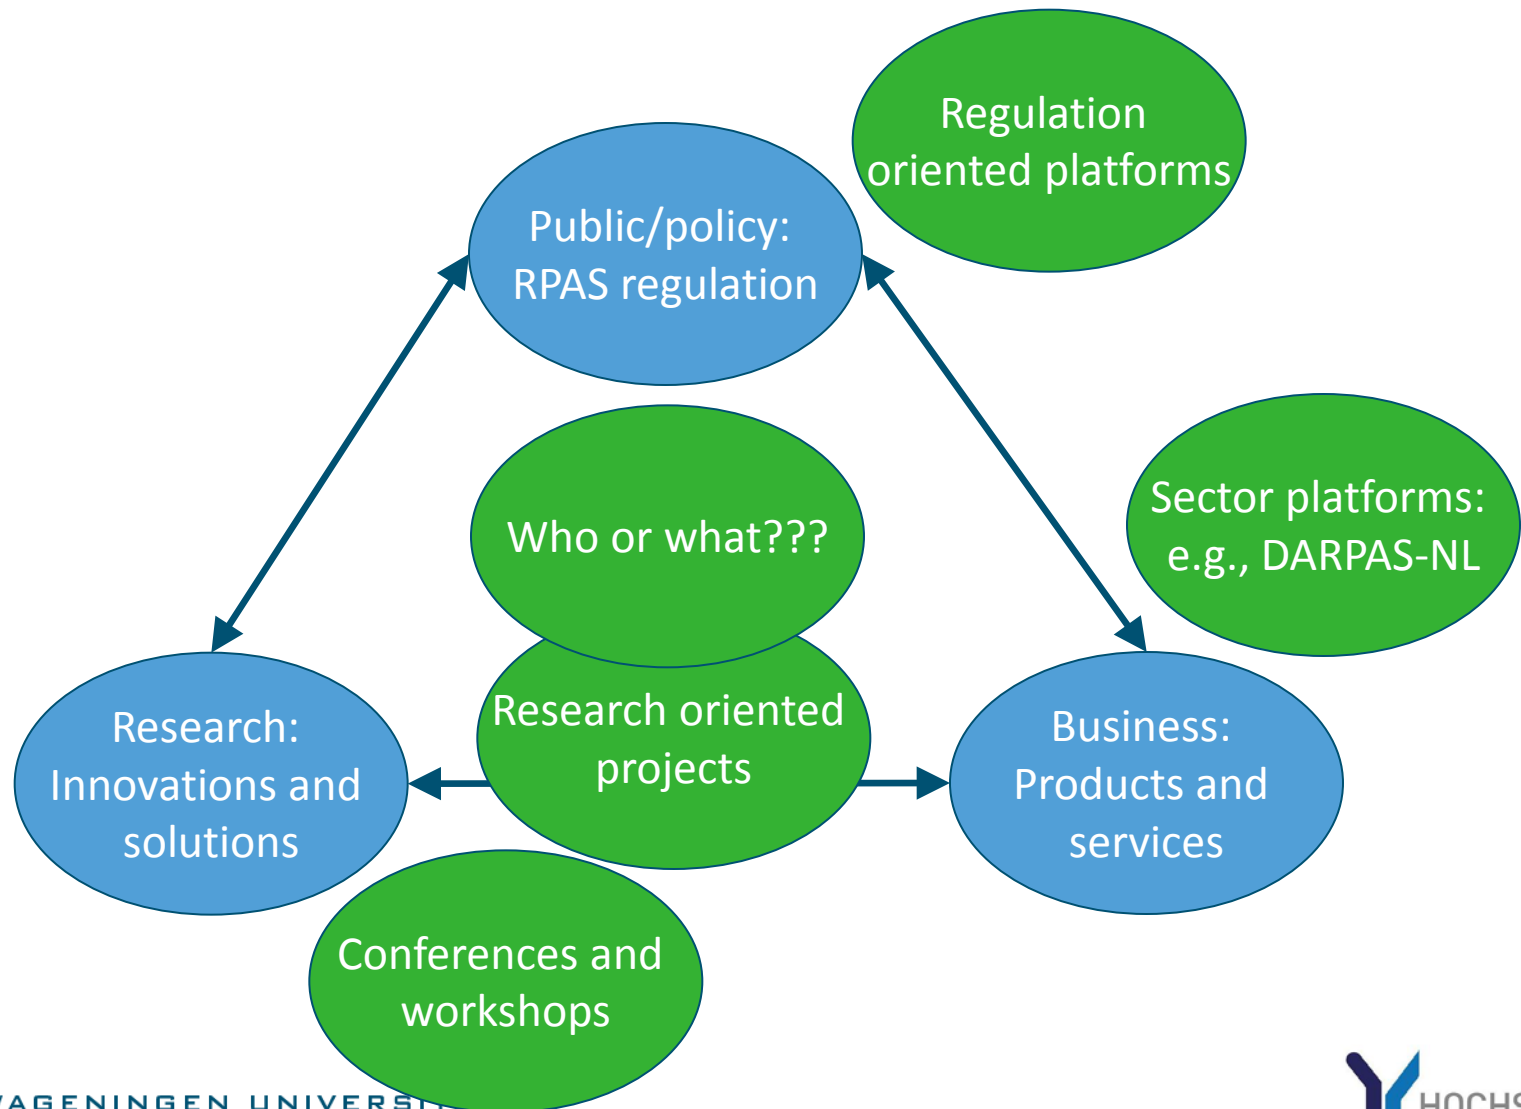 Regulation
oriented platforms
Public/policy:
RPAS regulation
Sector platforms:
e.g., DARPAS-NL
Who or what???
Research oriented
projects
Research:
Innovations and
solutions
Business:
Products and
services
Conferences and
workshops